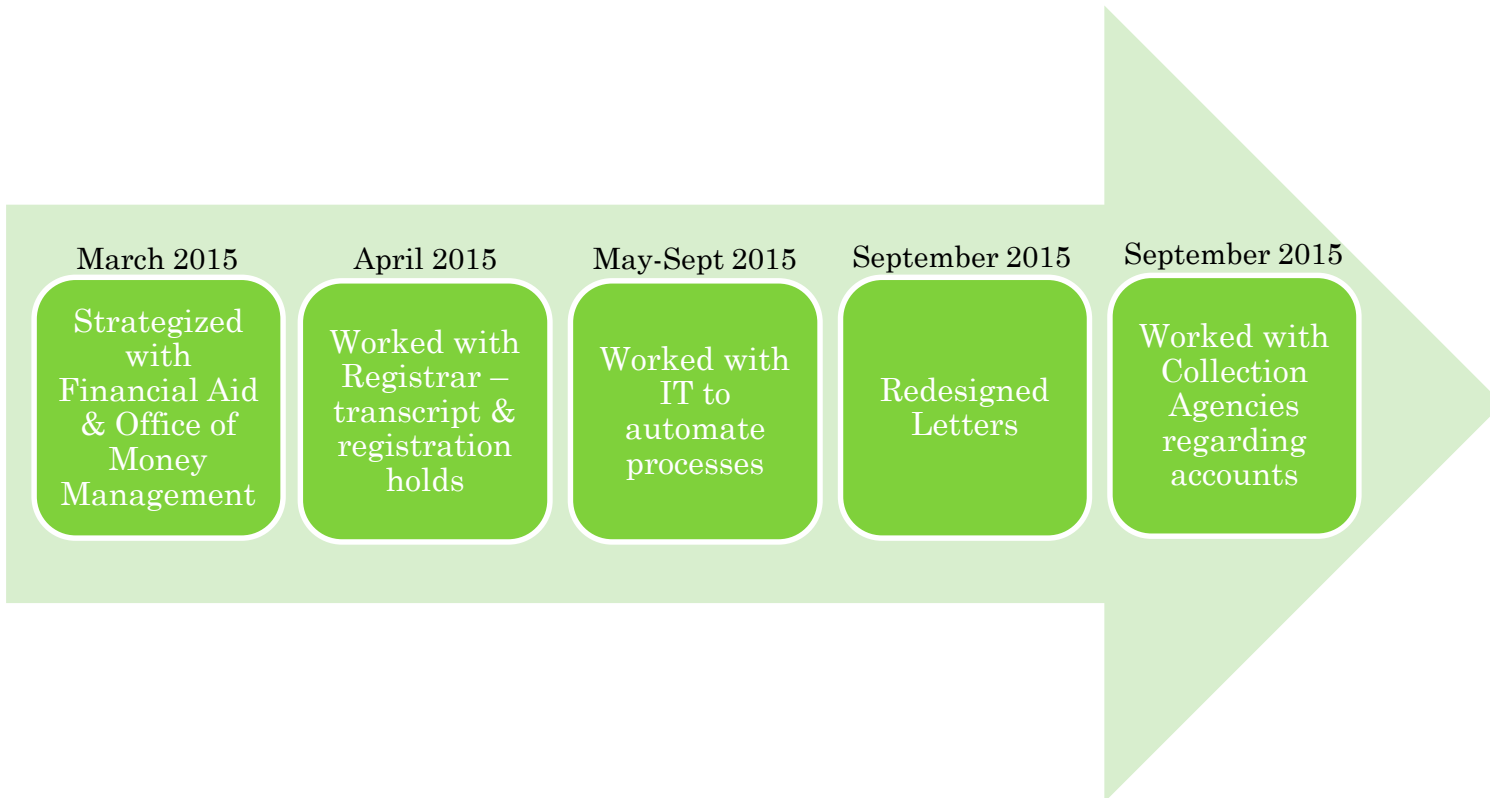 March 2015
Strategized
with
Financial Aid
& Office of
Money
Management
April 2015
Worked with
Registrar –
transcript &
registration
holds
May-Sept 2015
Worked with
IT to
automate
processes
September 2015
Redesigned
Letters
September 2015
Worked with
Collection
Agencies
regarding
accounts